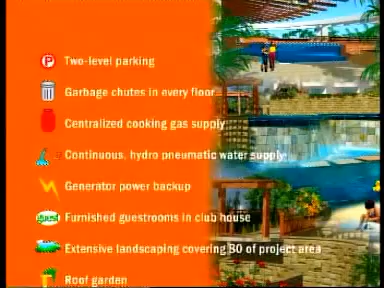 Two-level parking
Garbage chutes in every floor
Centralized cooking gas supply
Continuous, hydro pneumatic water supply
Generator power backup
Furnished guestrooms in club house
Extensive landscaping covering 80 of project area
Roof garden